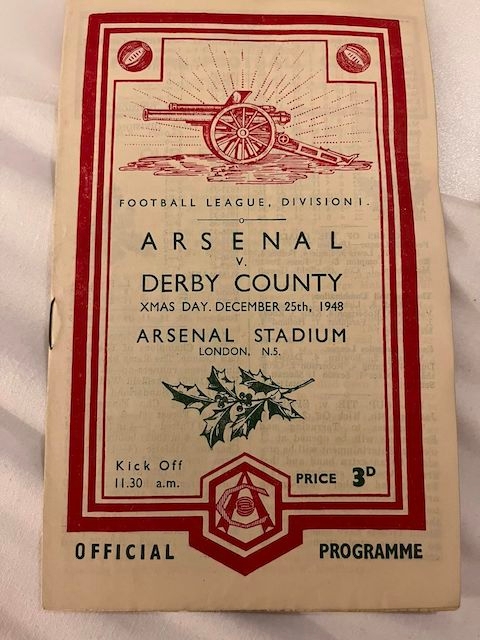 FOOTBALL LEAGUE, DIVISION I.
ARSENAL
V.
DERBY COUNTY
XMAS DAY. DECEMBER 25th, 1948
ARSENAL STADIUM
LONDON, N.5.
Kick Off
11.30 a.m.
PRICE 3D
OFFICIAL PROGRAMME